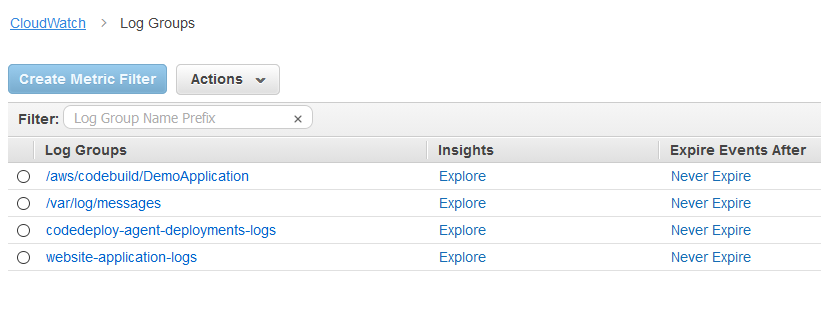 CloudWatch > Log Groups
Create Metric Filter Actions
Filter: Log Group Name Prefix ×
Log Groups Insights Expire Events After
/aws/codebuild/DemoApplication Explore Never Expire
/var/log/messages Explore Never Expire
codedeploy-agent-deployments-logs Explore Never Expire
website-application-logs Explore Never Expire